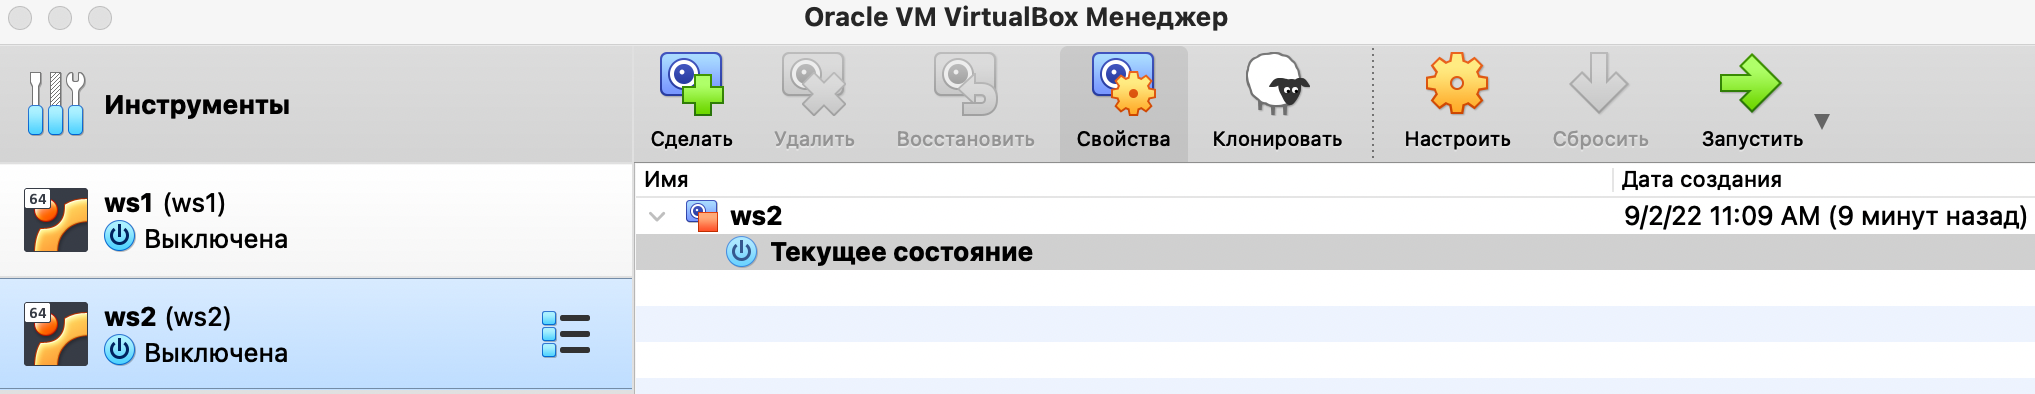 Oracle VM VirtualBox Менеджер
Инструменты
Сделать Удалить Восстановить Свойства Клонировать Настроить Сбросить Запустить
64 ws1 (ws1)
Выключена
64 ws2 (ws2)
Выключена
Имя Дата создания
ws2 9/2/22 11:09 AM (9 минут назад)
Текущее состояние